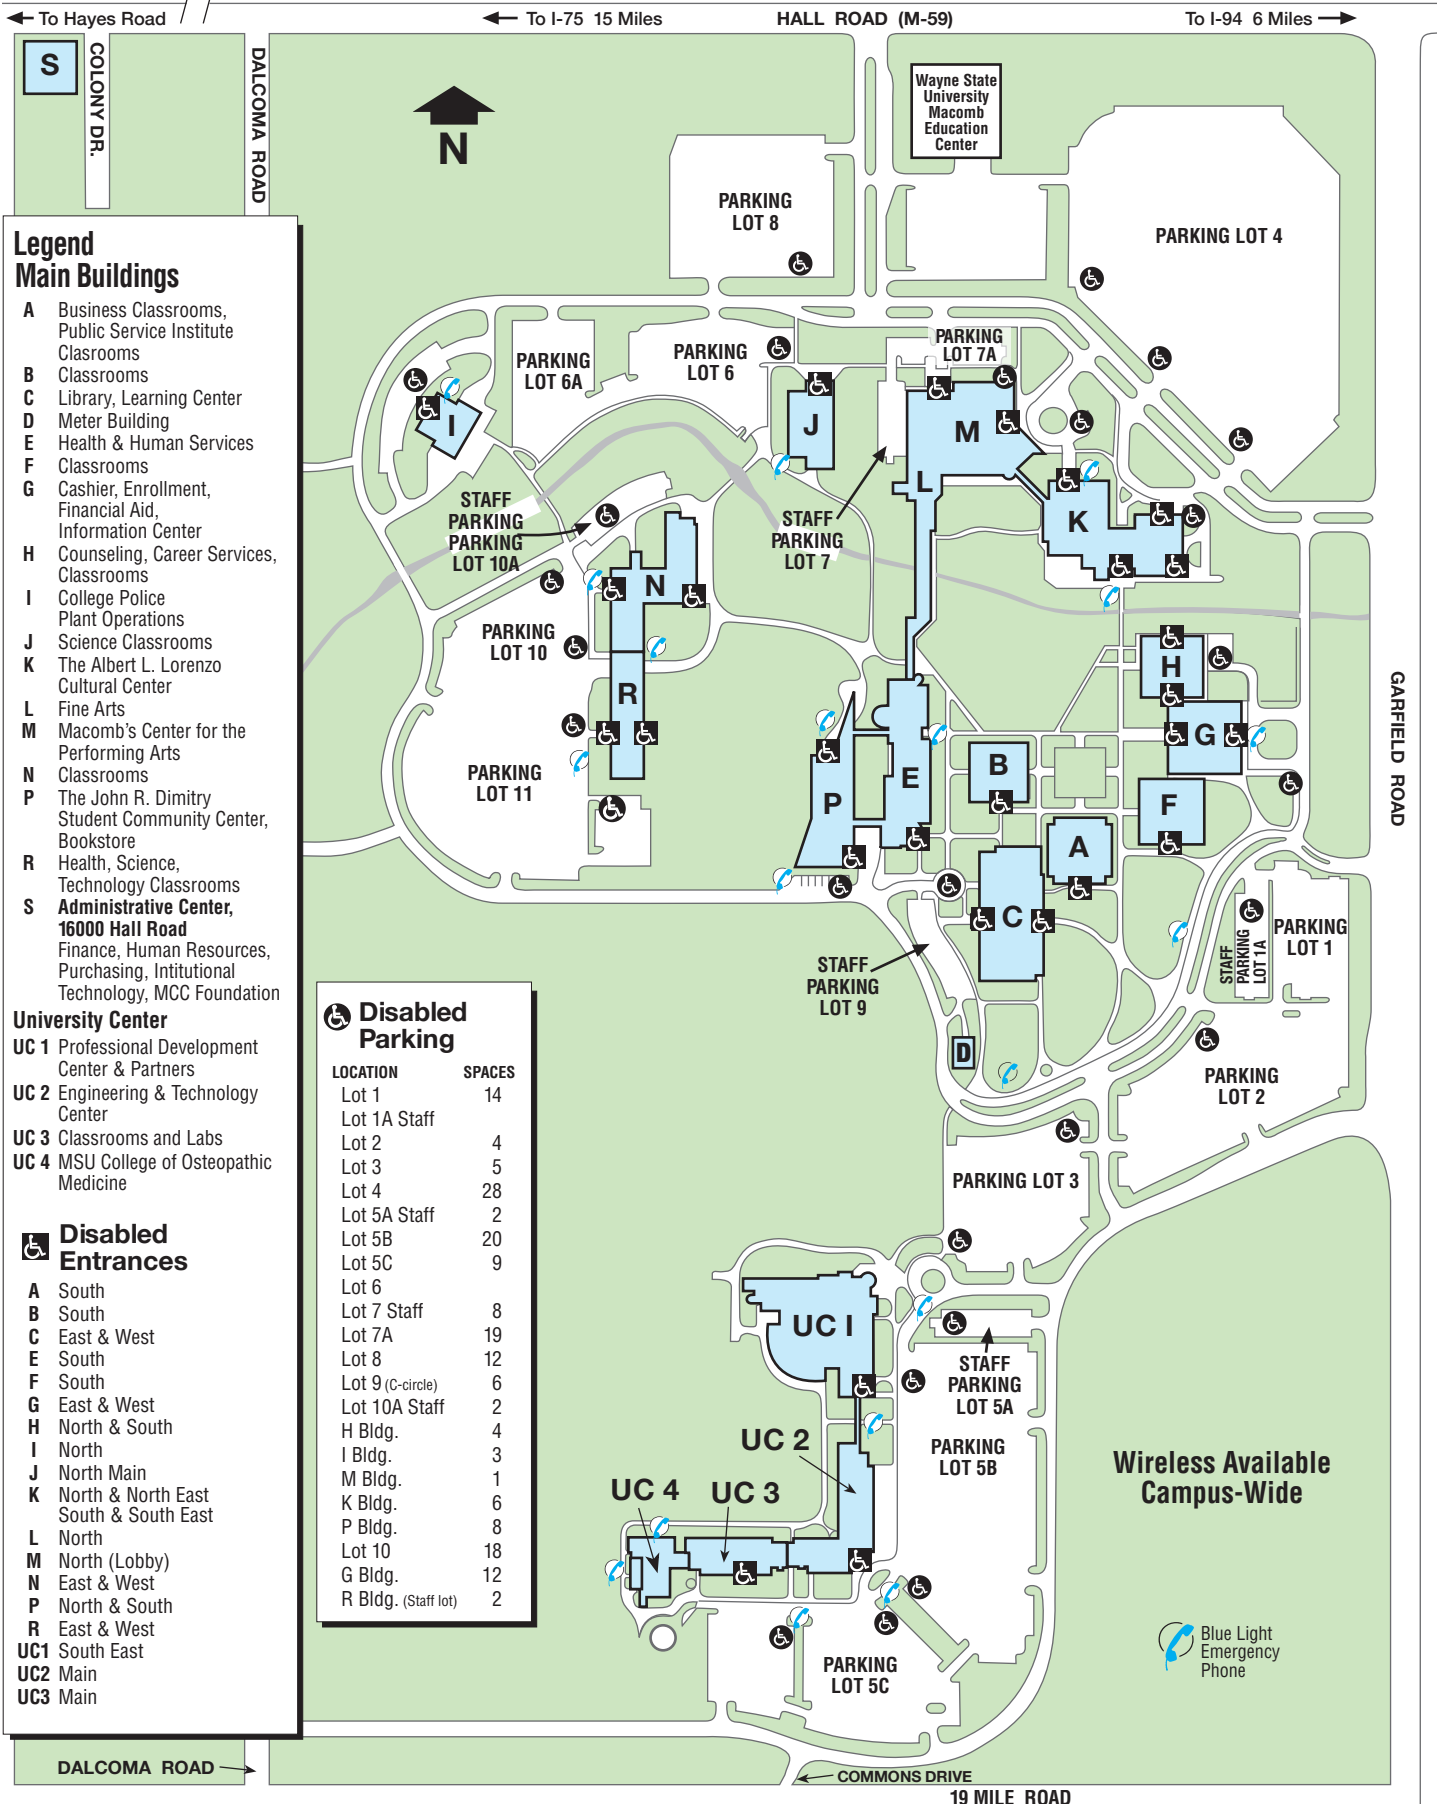 To Hayes Road
To I-75 15 Miles
HALL ROAD (M-59)
To I-94 6 Miles
S
COLONY DR.
DALCOMA ROAD
N
Wayne State
University
Macomb
Education
Center
PARKING
LOT 8
PARKING LOT 4
Legend
Main Buildings
A Business Classrooms,
Public Service Institute
Clasrooms
B Classrooms
C Library, Learning Center
D Meter Building
E Health & Human Services
F Classrooms
G Cashier, Enrollment,
Financial Aid,
Information Center
H Counseling, Career Services,
Classrooms
I College Police
Plant Operations
J Science Classrooms
K The Albert L. Lorenzo
Cultural Center
L Fine Arts
M Macomb's Center for the
Performing Arts
N Classrooms
P The John R. Dimitry
Student Community Center,
Bookstore
R Health, Science,
Technology Classrooms
S Administrative Center,
16000 Hall Road
Finance, Human Resources,
Purchasing, Intitutional
Technology, MCC Foundation
University Center
UC 1 Professional Development
Center & Partners
UC 2 Engineering & Technology
Center
UC 3 Classrooms and Labs
UC 4 MSU College of Osteopathic
Medicine
Disabled
Entrances
A South
B South
C East & West
E South
F South
G East & West
H North & South
I North
J North Main
K North & North East
South & South East
L North
M North (Lobby)
N East & West
P North & South
R East & West
UC1 South East
UC2 Main
UC3 Main
PARKING
LOT 6A
PARKING
LOT 6
PARKING
LOT 7A
I
J
M
L
K
STAFF
PARKING
PARKING
LOT 10A
STAFF
PARKING
LOT 7
N
PARKING
LOT 10
R
H
G
GARFIELD ROAD
PARKING
LOT 11
P
E
B
F
A
C
STAFF
PARKING
LOT 1A
PARKING
LOT 1
STAFF
PARKING
LOT 9
D
PARKING
LOT 2
PARKING LOT 3
Disabled
Parking
LOCATION SPACES
Lot 1 14
Lot 1A Staff
Lot 2 4
Lot 3 5
Lot 4 28
Lot 5A Staff 2
Lot 5B 20
Lot 5C 9
Lot 6
Lot 7 Staff 8
Lot 7A 19
Lot 8 12
Lot 9 (C-circle) 6
Lot 10A Staff 2
H Bldg. 4
I Bldg. 3
M Bldg. 1
K Bldg. 6
P Bldg. 8
Lot 10 18
G Bldg. 12
R Bldg. (Staff lot) 2
UC I
STAFF
PARKING
LOT 5A
UC 2
PARKING
LOT 5B
UC 4
UC 3
Wireless Available
Campus-Wide
PARKING
LOT 5C
Blue Light
Emergency
Phone
DALCOMA ROAD
COMMONS DRIVE
19 MILE ROAD